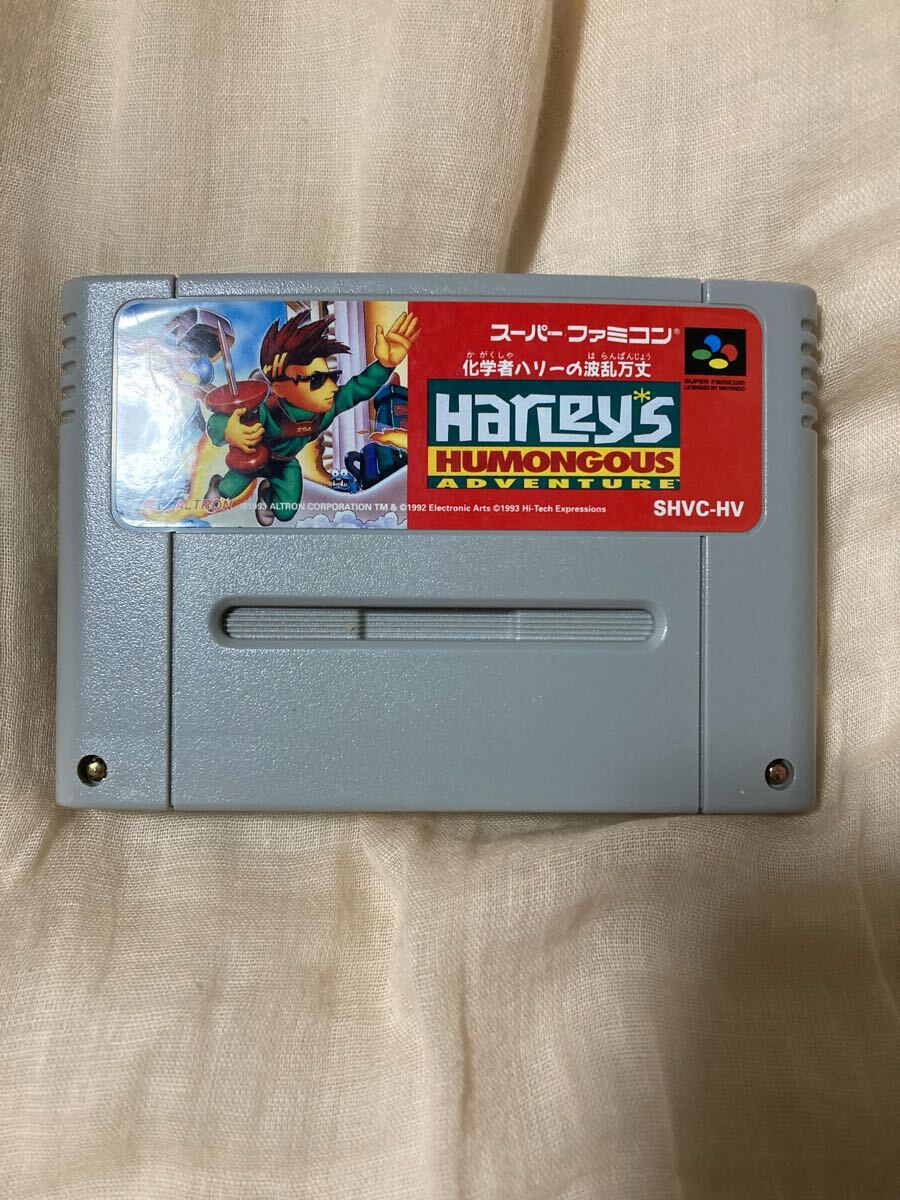 スーパーファミコン®
かがくしゃ はらんばんじょう
化学者ハリーの波乱万丈
HARLEY'S
HUMONGOUS
ADVENTURE
SUPER FAMICOM
LICENSED BY NINTENDO
ALTRON ©1993 ALTRON CORPORATION TM & ©1992 Electronic Arts ©1993 Hi-Tech Expressions
SHVC-HV